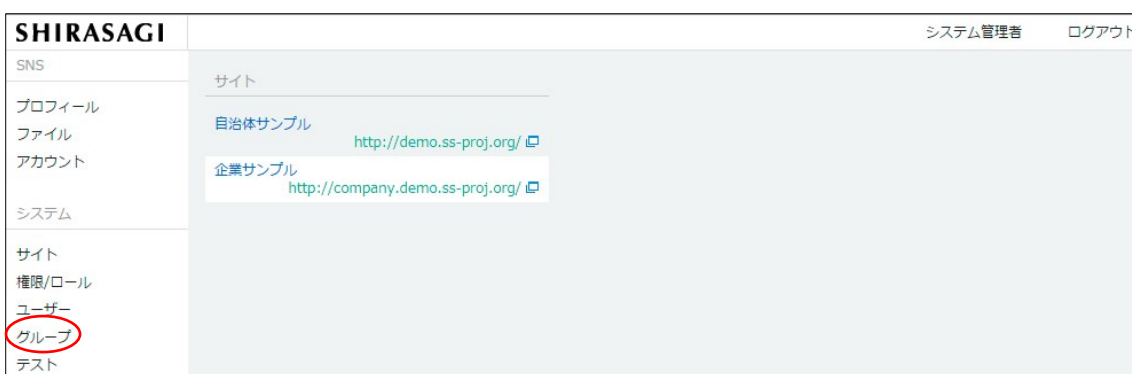 SHIRASAGI
システム管理者 ログアウト
SNS
プロフィール
ファイル
アカウント
システム
サイト
権限/ロール
ユーザー
グループ
テスト
サイト
自治体サンプル
http://demo.ss-proj.org/
企業サンプル
http://company.demo.ss-proj.org/